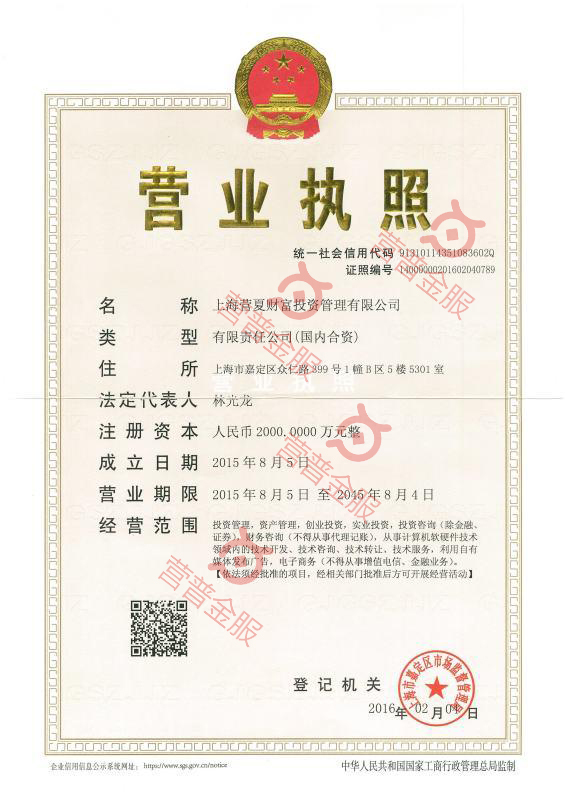 营业执照
统一社会信用代码 91310114351083602Q
证照编号 14000000201602040789
名称 上海营夏财富投资管理有限公司
类型 有限责任公司(国内合资)
住所 上海市嘉定区众仁路399号1幢B区5楼5301室
营业执照
法定代表人 林光龙
注册资本 人民币2000.0000万元整
成立日期 2015年8月5日
营业期限 2015年8月5日 至 2045年8月4日
经营范围 投资管理，资产管理，创业投资，实业投资，投资咨询（除金融、
证券），财务咨询（不得从事代理记账），从事计算机软硬件技术
领域内的技术开发、技术咨询、技术转让、技术服务，利用自有
媒体发布广告，电子商务（不得从事增值电信、金融业务）。
【依法须经批准的项目，经相关部门批准后方可开展经营活动】
营普金服
营普金服
营普金服
营普金服
登记机关
上海市嘉定区市场监督管理局
2016年02月04日
企业信用信息公示系统网址： https://www.sgs.gov.cn/notice
中华人民共和国国家工商行政管理总局监制